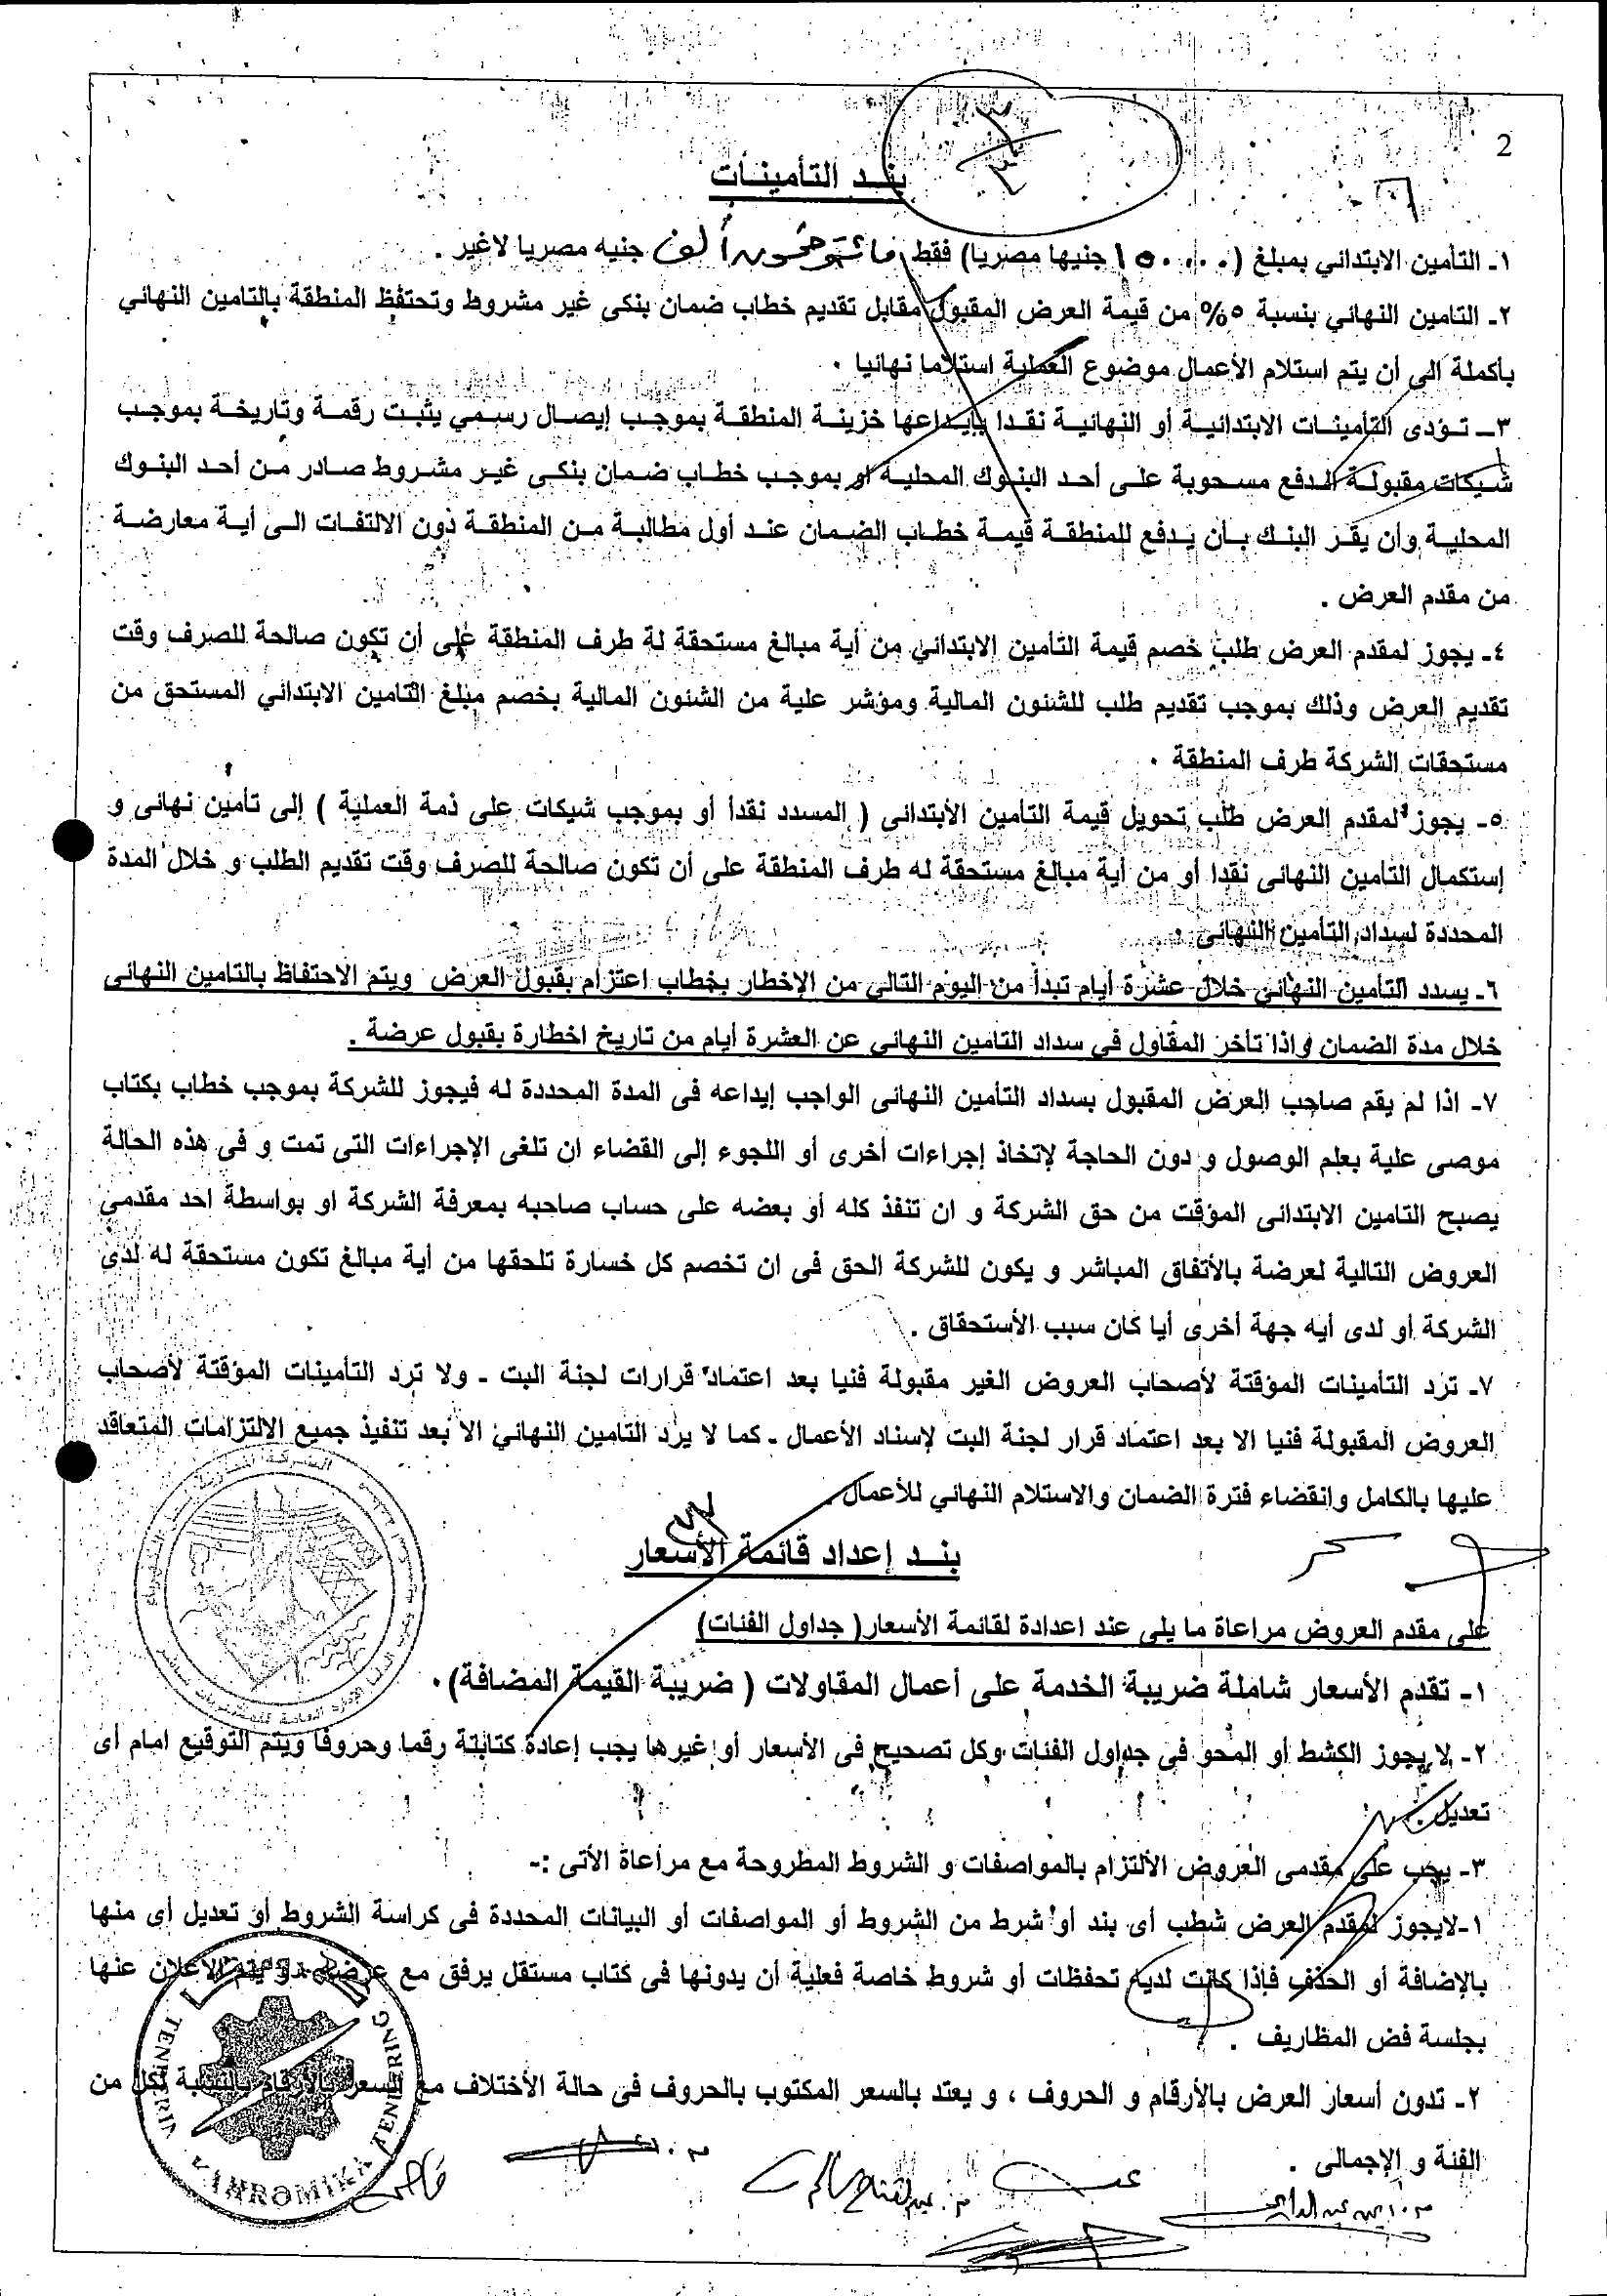 2
بند التأمينات
١- التأمين الابتدائي بمبلغ (١٥٠٠٠٠ جنيها مصريا) فقط جنيه مصريا لاغير .
٢- التامين النهائي بنسبة ٥% من قيمة العرض المقبول مقابل تقديم خطاب ضمان بنكى غير مشروط وتحتفظ المنطقة بالتامين النهائي
بأكملة الى أن يتم استلام الأعمال موضوع العملية استلاما نهائيا .
٣- تؤدى التأمينات الابتدائية أو النهائية نقدا بإيداعها خزينة المنطقة بموجب إيصال رسمي يثبت رقمة وتاريخة بموجب
شيكات مقبولة الدفع مسحوبة على أحد البنوك المحلية او بموجب خطاب ضمان بنكى غير مشروط صادر من أحد البنوك
المحلية وأن يقر البنك بأن يدفع للمنطقة قيمة خطاب الضمان عند أول مطالبة من المنطقة دون الالتفات الى أية معارضة
من مقدم العرض .
٤- يجوز لمقدم العرض طلب خصم قيمة التأمين الابتدائي من أية مبالغ مستحقة لة طرف المنطقة على أن تكون صالحة للصرف وقت
تقديم العرض وذلك بموجب تقديم طلب للشئون المالية ومؤشر علية من الشئون المالية بخصم مبلغ التامين الابتدائي المستحق من
مستحقات الشركة طرف المنطقة .
٥- يجوز لمقدم العرض طلب تحويل قيمة التأمين الأبتدائى ( المسدد نقدأ أو بموجب شيكات على ذمة العملية ) إلى تأمين نهائى و
إستكمال التأمين النهائى نقدا أو من أية مبالغ مستحقة له طرف المنطقة على أن تكون صالحة للصرف وقت تقديم الطلب و خلال المدة
المحددة لسداد التأمين النهائى .
٦- يسدد التأمين النهائى خلال عشرة أيام تبدأ من اليوم التالى من الإخطار بخطاب اعتزام بقبول العرض ويتم الاحتفاظ بالتامين النهائى
خلال مدة الضمان واذا تأخر المقاول فى سداد التامين النهائى عن العشرة أيام من تاريخ اخطارة بقبول عرضة .
٧- اذا لم يقم صاحب العرض المقبول بسداد التأمين النهائى الواجب إيداعه فى المدة المحددة له فيجوز للشركة بموجب خطاب بكتاب
موصى علية بعلم الوصول و دون الحاجة لإتخاذ إجراءات أخرى أو اللجوء إلى القضاء ان تلغى الإجراءات التى تمت و فى هذه الحالة
يصبح التامين الابتدائى المؤقت من حق الشركة و ان تنفذ كله أو بعضه على حساب صاحبه بمعرفة الشركة او بواسطة احد مقدمي
العروض التالية لعرضة بالأتفاق المباشر و يكون للشركة الحق فى ان تخصم كل خسارة تلحقها من أية مبالغ تكون مستحقة له لدى
الشركة أو لدى أيه جهة أخرى أيا كان سبب الأستحقاق .
٧- ترد التأمينات المؤقتة لأصحاب العروض الغير مقبولة فنيا بعد اعتماد قرارات لجنة البت - ولا ترد التأمينات المؤقتة لأصحاب
العروض المقبولة فنيا الا بعد اعتماد قرار لجنة البت لإسناد الأعمال - كما لا يرد التامين النهائي الا بعد تنفيذ جميع الالتزامات المتعاقد
عليها بالكامل وانقضاء فترة الضمان والاستلام النهائي للأعمال .
بند إعداد قائمة الأسعار
على مقدم العروض مراعاة ما يلى عند اعدادة لقائمة الأسعار( جداول الفئات)
١- تقدم الأسعار شاملة ضريبة الخدمة على أعمال المقاولات ( ضريبة القيمة المضافة) .
٢- لا يجوز الكشط أو المحو فى جداول الفئات وكل تصحيح فى الأسعار أو غيرها يجب إعادة كتابتة رقما وحروفا ويتم التوقيع امام أى
تعديل .
٣- يجب على مقدمى العروض الألتزام بالمواصفات و الشروط المطروحة مع مراعاة الأتى :-
١-لايجوز لمقدم العرض شطب أى بند أو شرط من الشروط أو المواصفات أو البيانات المحددة فى كراسة الشروط أو تعديل أى منها
بالإضافة أو الحذف فإذا كانت لديه تحفظات أو شروط خاصة فعلية أن يدونها فى كتاب مستقل يرفق مع عرضه و يتم الاعلان عنها
بجلسة فض المظاريف .
٢- تدون أسعار العرض بالأرقام و الحروف ، و يعتد بالسعر المكتوب بالحروف فى حالة الأختلاف مع السعر بالأرقام بالنسبة لكل من
الفئة و الإجمالى .